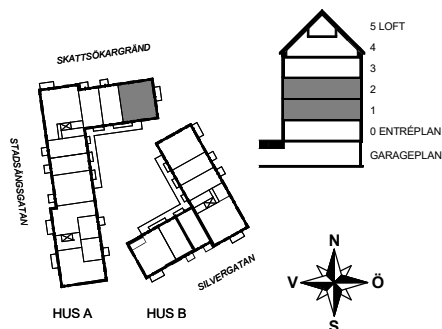 SKATTSÖKARGRÄND
STADSÄNGSGATAN
SILVERGATAN
HUS A
HUS B
5 LOFT
4
3
2
1
0 ENTRÉPLAN
GARAGEPLAN
N
V
Ö
S